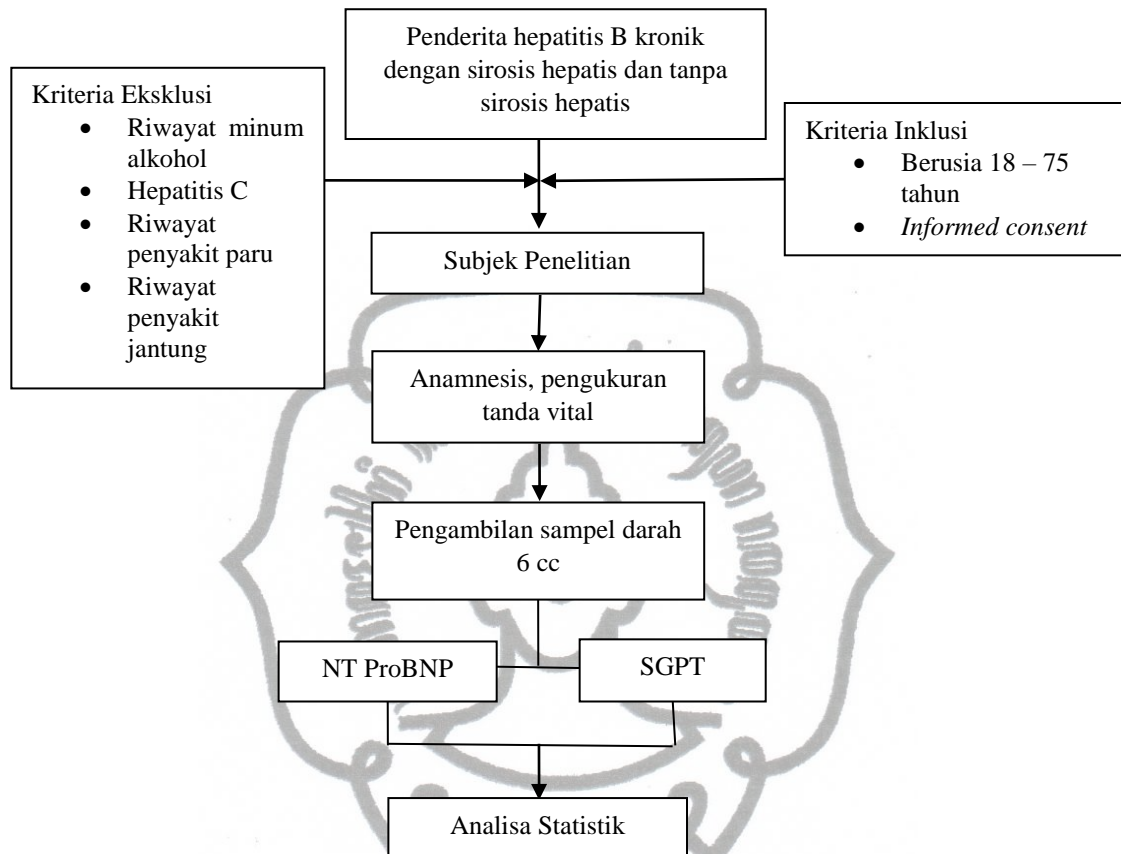 Penderita hepatitis B kronik
dengan sirosis hepatis dan tanpa
sirosis hepatis
Kriteria Eksklusi
• Riwayat minum
alkohol
• Hepatitis C
• Riwayat
penyakit paru
• Riwayat
penyakit
jantung
Kriteria Inklusi
• Berusia 18 – 75
tahun
• Informed consent
Subjek Penelitian
Anamnesis, pengukuran
tanda vital
Pengambilan sampel darah
6 cc
NT ProBNP
SGPT
Analisa Statistik